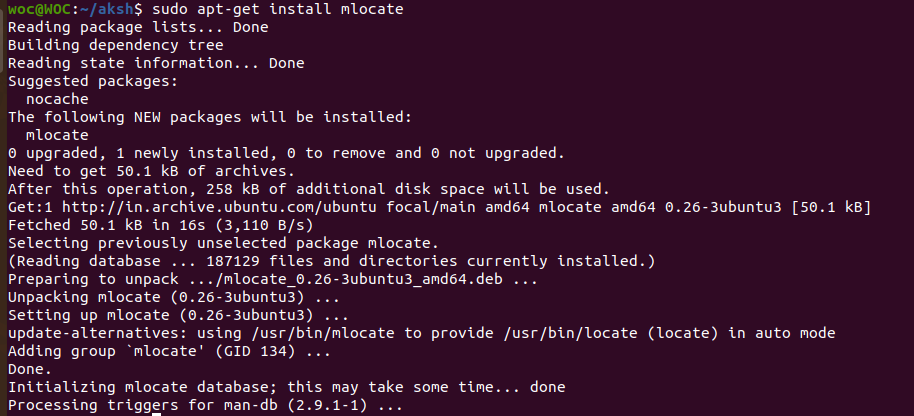 woc@WOC:~/aksh$ sudo apt-get install mlocate
Reading package lists... Done
Building dependency tree
Reading state information... Done
Suggested packages:
  nocache
The following NEW packages will be installed:
  mlocate
0 upgraded, 1 newly installed, 0 to remove and 0 not upgraded.
Need to get 50.1 kB of archives.
After this operation, 258 kB of additional disk space will be used.
Get:1 http://in.archive.ubuntu.com/ubuntu focal/main amd64 mlocate amd64 0.26-3ubuntu3 [50.1 kB]
Fetched 50.1 kB in 16s (3,110 B/s)
Selecting previously unselected package mlocate.
(Reading database ... 187129 files and directories currently installed.)
Preparing to unpack .../mlocate_0.26-3ubuntu3_amd64.deb ...
Unpacking mlocate (0.26-3ubuntu3) ...
Setting up mlocate (0.26-3ubuntu3) ...
update-alternatives: using /usr/bin/mlocate to provide /usr/bin/locate (locate) in auto mode
Adding group `mlocate' (GID 134) ...
Done.
Initializing mlocate database; this may take some time... done
Processing triggers for man-db (2.9.1-1) ...